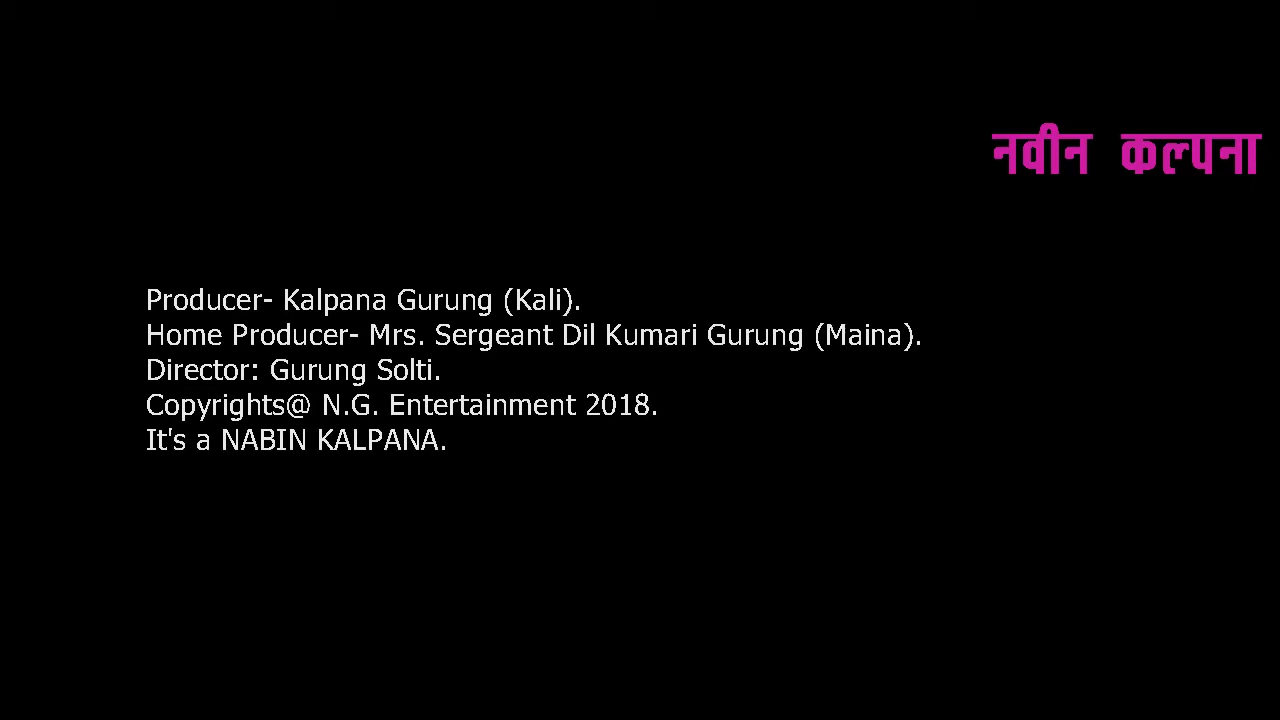 नवीन कल्पना
Producer- Kalpana Gurung (Kali).
Home Producer- Mrs. Sergeant Dil Kumari Gurung (Maina).
Director: Gurung Solti.
Copyrights@ N.G. Entertainment 2018.
It's a NABIN KALPANA.